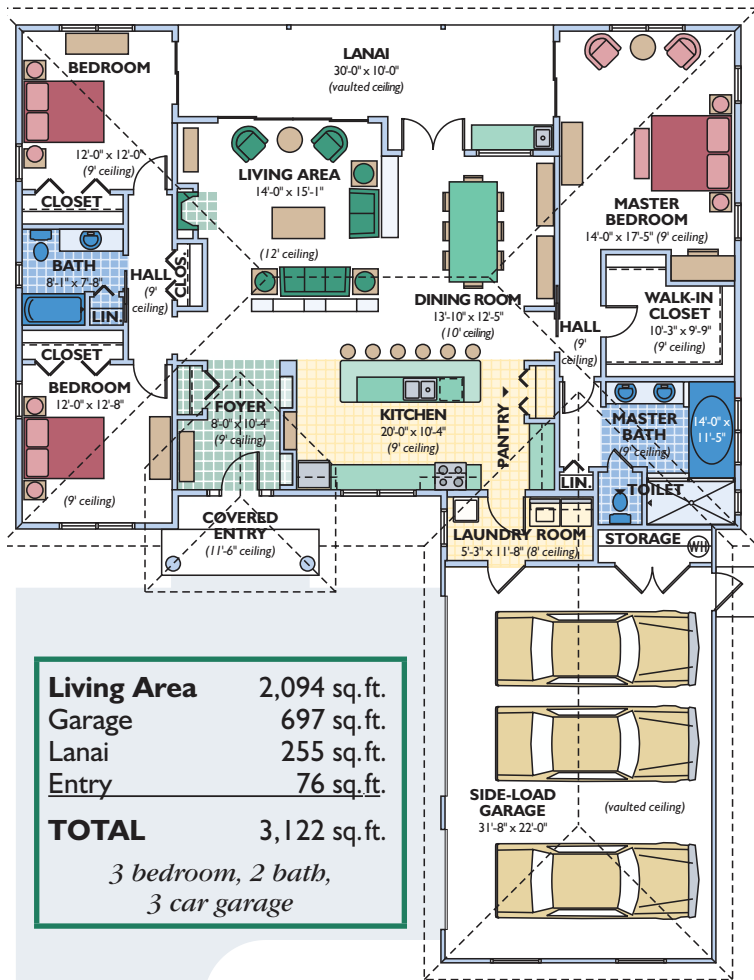 BEDROOM
12'-0" x 12'-0"
(9' ceiling)
CLOSET
LANAI
30'-0" x 10'-0"
(vaulted ceiling)
LIVING AREA
14'-0" x 15'-1"
(12' ceiling)
MASTER
BEDROOM
14'-0" x 17'-5" (9' ceiling)
BATH
8'-1" x 7'-8"
LIN.
HALL
(9'
ceiling)
CLOS.
DINING ROOM
13'-10" x 12'-5"
(10' ceiling)
HALL
(9'
ceiling)
WALK-IN
CLOSET
10'-3" x 9'-9"
(9' ceiling)
CLOSET
BEDROOM
12'-0" x 12'-8"
(9' ceiling)
FOYER
8'-0" x 10'-4"
(9' ceiling)
KITCHEN
20'-0" x 10'-4"
(9' ceiling)
PANTRY
MASTER
BATH
(9' ceiling)
14'-0" x
11'-5"
LIN.
TOILET
COVERED
ENTRY
(11'-6" ceiling)
LAUNDRY ROOM
5'-3" x 11'-8" (8' ceiling)
STORAGE
WH
SIDE-LOAD
GARAGE
31'-8" x 22'-0"
(vaulted ceiling)
Living Area 2,094 sq.ft.
Garage 697 sq.ft.
Lanai 255 sq.ft.
Entry 76 sq.ft.
TOTAL 3,122 sq.ft.
3 bedroom, 2 bath,
3 car garage